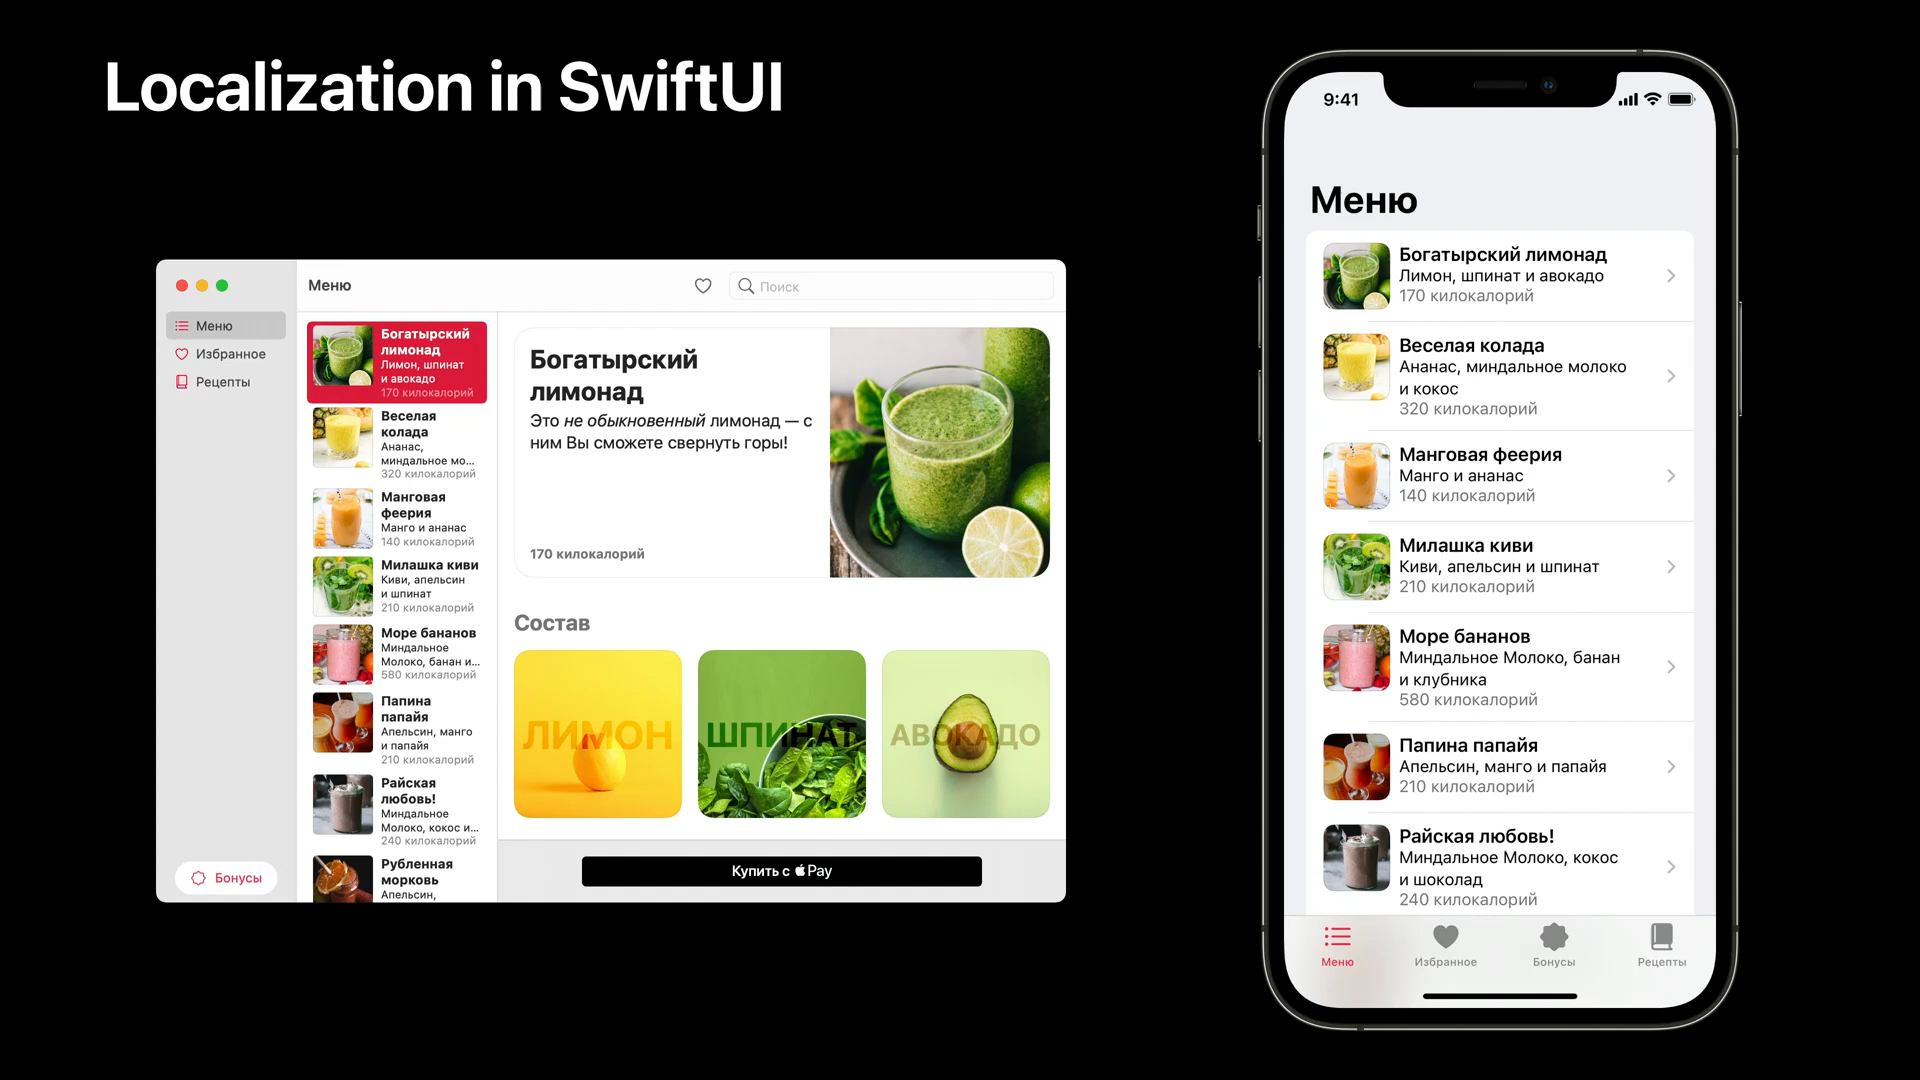 Localization in SwiftUI
Меню
Поиск
Меню
Избранное
Рецепты
Бонусы
Богатырский
лимонад
Лимон, шпинат
и авокадо
170 килокалорий
Веселая
колада
Ананас,
миндальное мо...
320 килокалорий
Манговая
феерия
Манго и ананас
140 килокалорий
Милашка киви
Киви, апельсин
и шпинат
210 килокалорий
Море бананов
Миндальное
Молоко, банан и...
580 килокалорий
Папина
папайя
Апельсин, манго
и папайя
210 килокалорий
Райская
любовь!
Миндальное
Молоко, кокос и...
240 килокалорий
Рубленная
морковь
Апельсин,
Богатырский
лимонад
Это не обыкновенный лимонад — с
ним Вы сможете свернуть горы!
170 килокалорий
Состав
ЛИМОН
ШПИНАТ
АВОКАДО
Купить с Pay
9:41
Меню
Богатырский лимонад
Лимон, шпинат и авокадо
170 килокалорий
Веселая колада
Ананас, миндальное молоко
и кокос
320 килокалорий
Манговая феерия
Манго и ананас
140 килокалорий
Милашка киви
Киви, апельсин и шпинат
210 килокалорий
Море бананов
Миндальное Молоко, банан
и клубника
580 килокалорий
Папина папайя
Апельсин, манго и папайя
210 килокалорий
Райская любовь!
Миндальное Молоко, кокос
и шоколад
240 килокалорий
Меню
Избранное
Бонусы
Рецепты